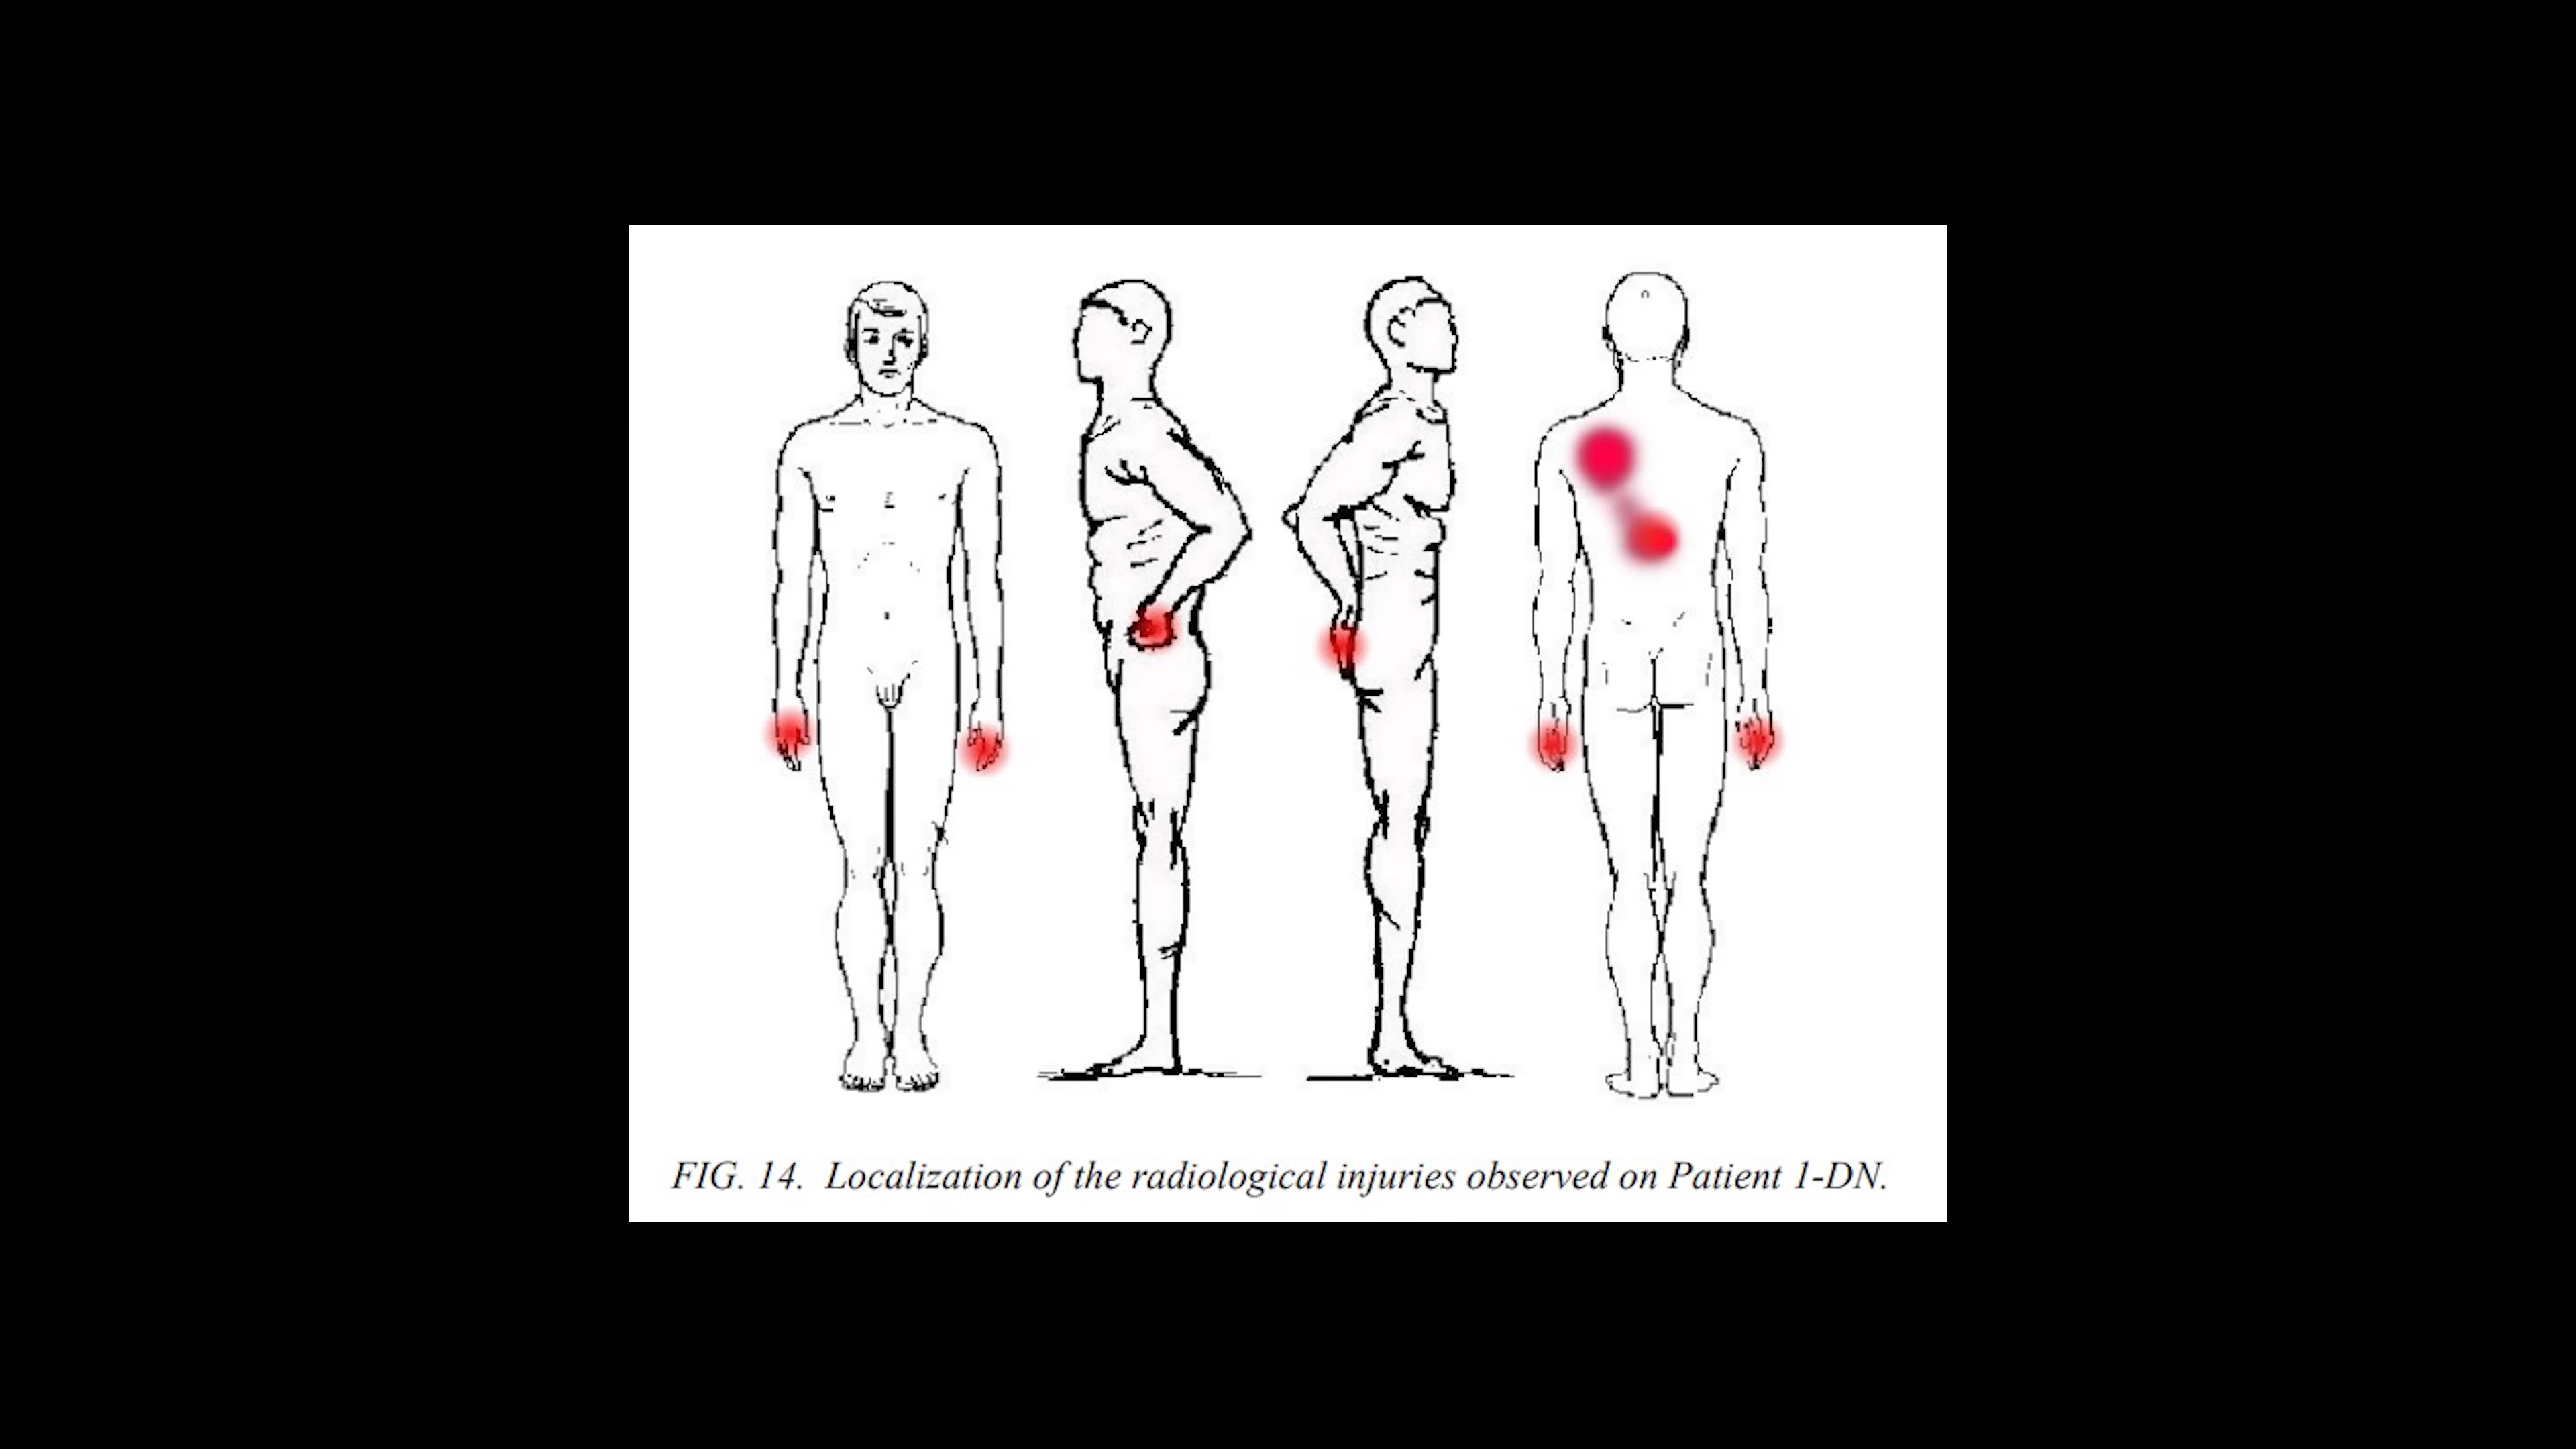 FIG. 14. Localization of the radiological injuries observed on Patient 1-DN.